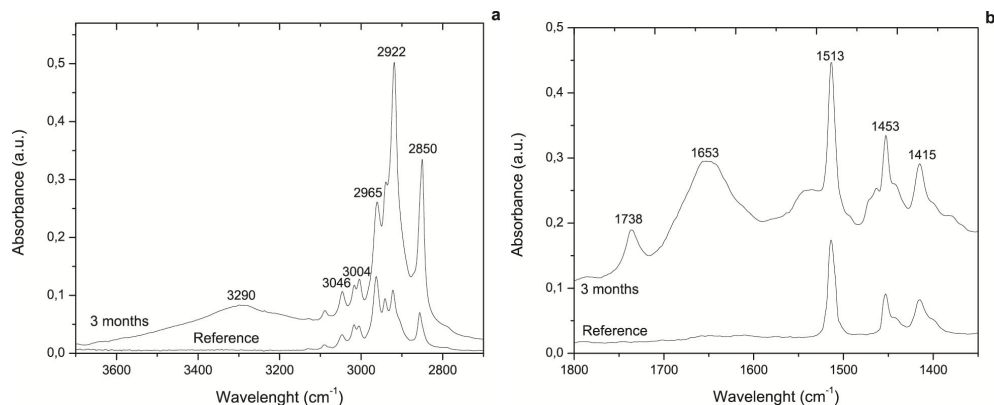 a
0,5
0,4
0,3
0,2
0,1
0,0
Absorbance (a.u.)
2922
2850
2965
3004
3046
3290
3 months
Reference
3600 3400 3200 3000 2800
Wavelenght (cm-1)
b
0,5
0,4
0,3
0,2
0,1
0,0
Absorbance (a.u.)
1513
1453
1415
1653
1738
3 months
Reference
1800 1700 1600 1500 1400
Wavelenght (cm-1)